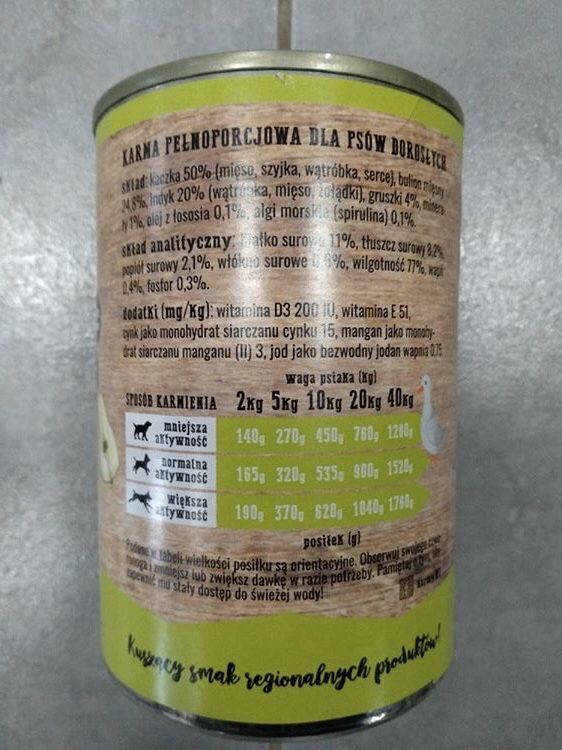 KARMA PEŁNOPORCJOWA DLA PSÓW DOROSŁYCH
skład: kaczka 50% (mięso, szyjka, wątróbka, serce), bulion mięsny
24,8%, indyk 20% (wątróbka, mięso, żołądki), gruszki 4%, minera-
ły 1%, olej z łososia 0,1%, algi morskie (spirulina) 0,1%.
skład analityczny: białko surowe 11%, tłuszcz surowy 8,2%,
popiół surowy 2,1%, włókno surowe 0,6%, wilgotność 77%, wapń
0,4%, fosfor 0,3%.
dodatki (mg/kg): witamina D3 200 IU, witamina E 51,
cynk jako monohydrat siarczanu cynku 15, mangan jako monohy-
drat siarczanu manganu (II) 3, jod jako bezwodny jodan wapnia 0,75.
waga psiaka (kg)
SPOSÓB KARMIENIA 2kg 5kg 10kg 20kg 40kg
mniejsza aktywność 140g 270g 450g 760g 1280g
normalna aktywność 165g 320g 535g 900g 1520g
większa aktywność 190g 370g 620g 1040g 1760g
posiłek (g)
Podane w tabeli wielkości posiłku są orientacyjne. Obserwuj swojego czwo-
ronoga i zmniejsz lub zwiększ dawkę w razie potrzeby. Pamiętaj o tym, żeby
zapewnić mu stały dostęp do świeżej wody!
Kuszący smak regionalnych produktów!